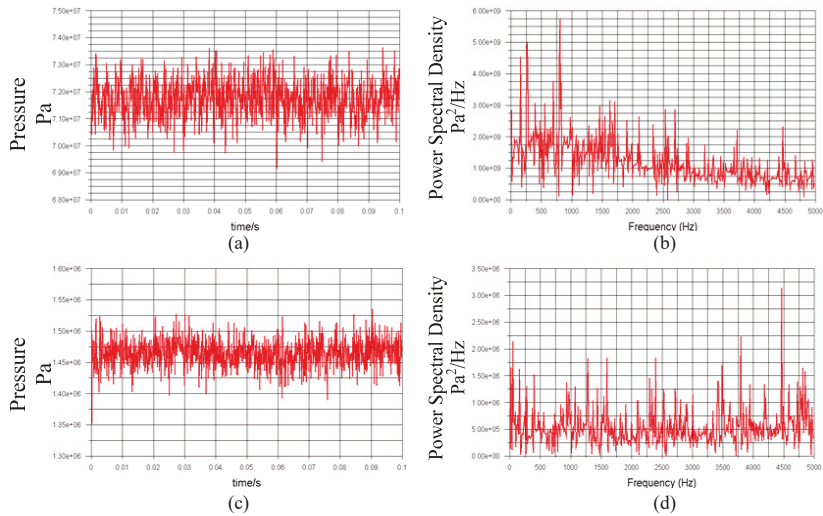 7.50e+07
7.40e+07
7.30e+07
7.20e+07
7.10e+07
7.00e+07
6.90e+07
6.80e+07
Pressure
Pa
0 0.01 0.02 0.03 0.04 0.05 0.06 0.07 0.08 0.09 0.1
time/s
(a)
6.00e+09
5.00e+09
4.00e+09
3.00e+09
2.00e+09
1.00e+09
0.00e+00
Power Spectral Density
Pa²/Hz
0 500 1000 1500 2000 2500 3000 3500 4000 4500 5000
Frequency (Hz)
(b)
1.60e+06
1.55e+06
1.50e+06
1.45e+06
1.40e+06
1.35e+06
1.30e+06
Pressure
Pa
0 0.01 0.02 0.03 0.04 0.05 0.06 0.07 0.08 0.09 0.1
time/s
(c)
3.50e+06
3.00e+06
2.50e+06
2.00e+06
1.50e+06
1.00e+06
5.00e+05
0.00e+00
Power Spectral Density
Pa²/Hz
0 500 1000 1500 2000 2500 3000 3500 4000 4500 5000
Frequency (Hz)
(d)